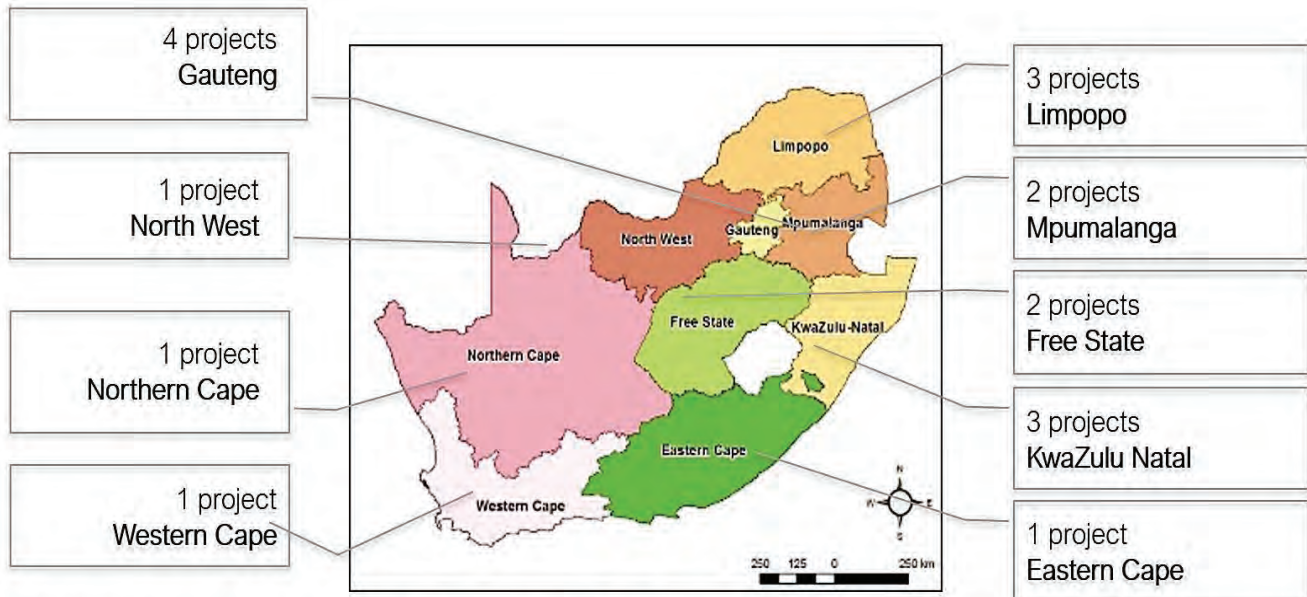 4 projects
Gauteng
1 project
North West
1 project
Northern Cape
1 project
Western Cape
Limpopo
North West
Gauteng
Mpumalanga
Free State
KwaZulu-Natal
Northern Cape
Eastern Cape
Western Cape
N
W
E
S
250 125 0 250 km
3 projects
Limpopo
2 projects
Mpumalanga
2 projects
Free State
3 projects
KwaZulu Natal
1 project
Eastern Cape